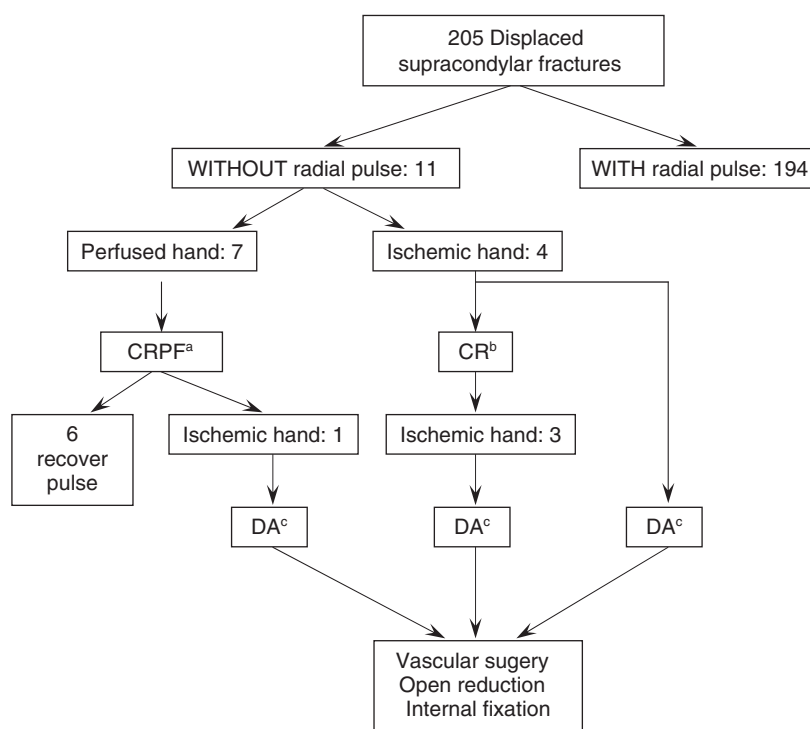 205 Displaced
supracondylar fractures
WITHOUT radial pulse: 11
WITH radial pulse: 194
Perfused hand: 7
Ischemic hand: 4
CRPFᵃ
CRᵇ
6
recover
pulse
Ischemic hand: 1
Ischemic hand: 3
DAᶜ
DAᶜ
DAᶜ
Vascular sugery
Open reduction
Internal fixation